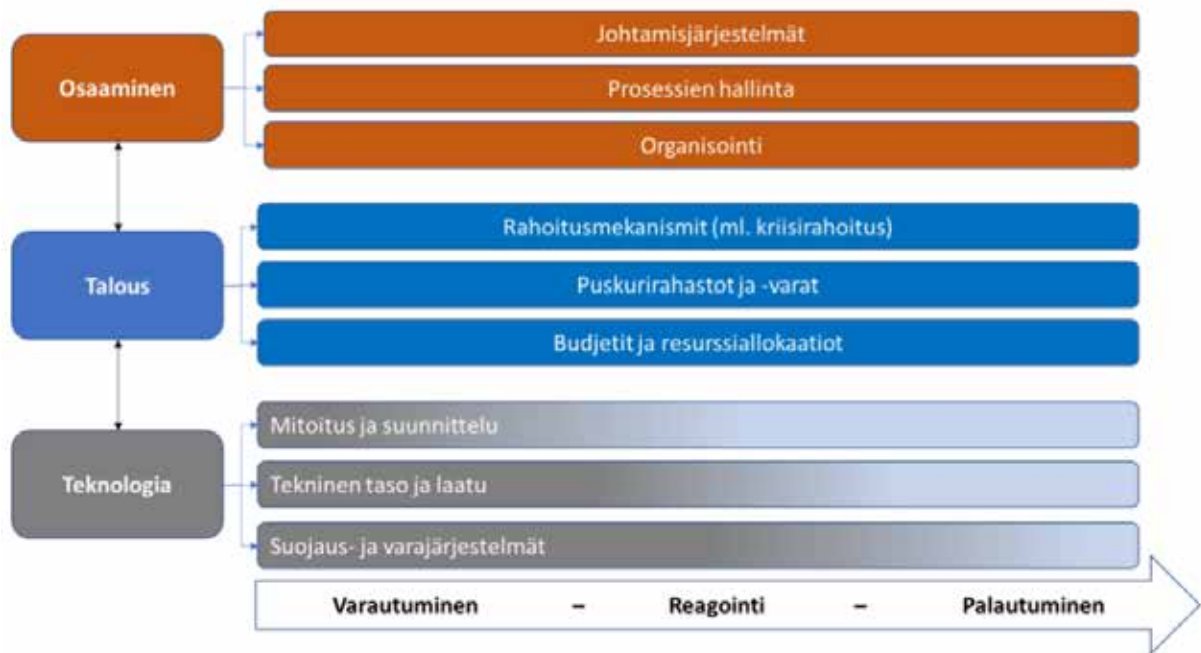 Osaaminen
Johtamisjärjestelmät
Prosessien hallinta
Organisointi
Talous
Rahoitusmekanismit (ml. kriisirahoitus)
Puskurirahastot ja -varat
Budjetit ja resurssiallokaatiot
Teknologia
Mitoitus ja suunnittelu
Tekninen taso ja laatu
Suojaus- ja varajärjestelmät
Varautuminen – Reagointi – Palautuminen